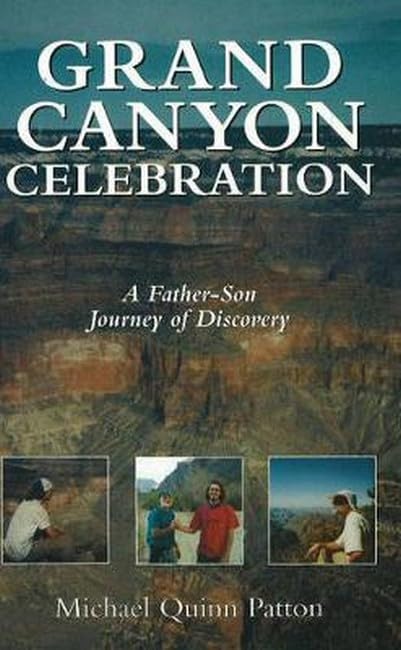 GRAND
CANYON
CELEBRATION
A Father-Son
Journey of Discovery
Michael Quinn Patton